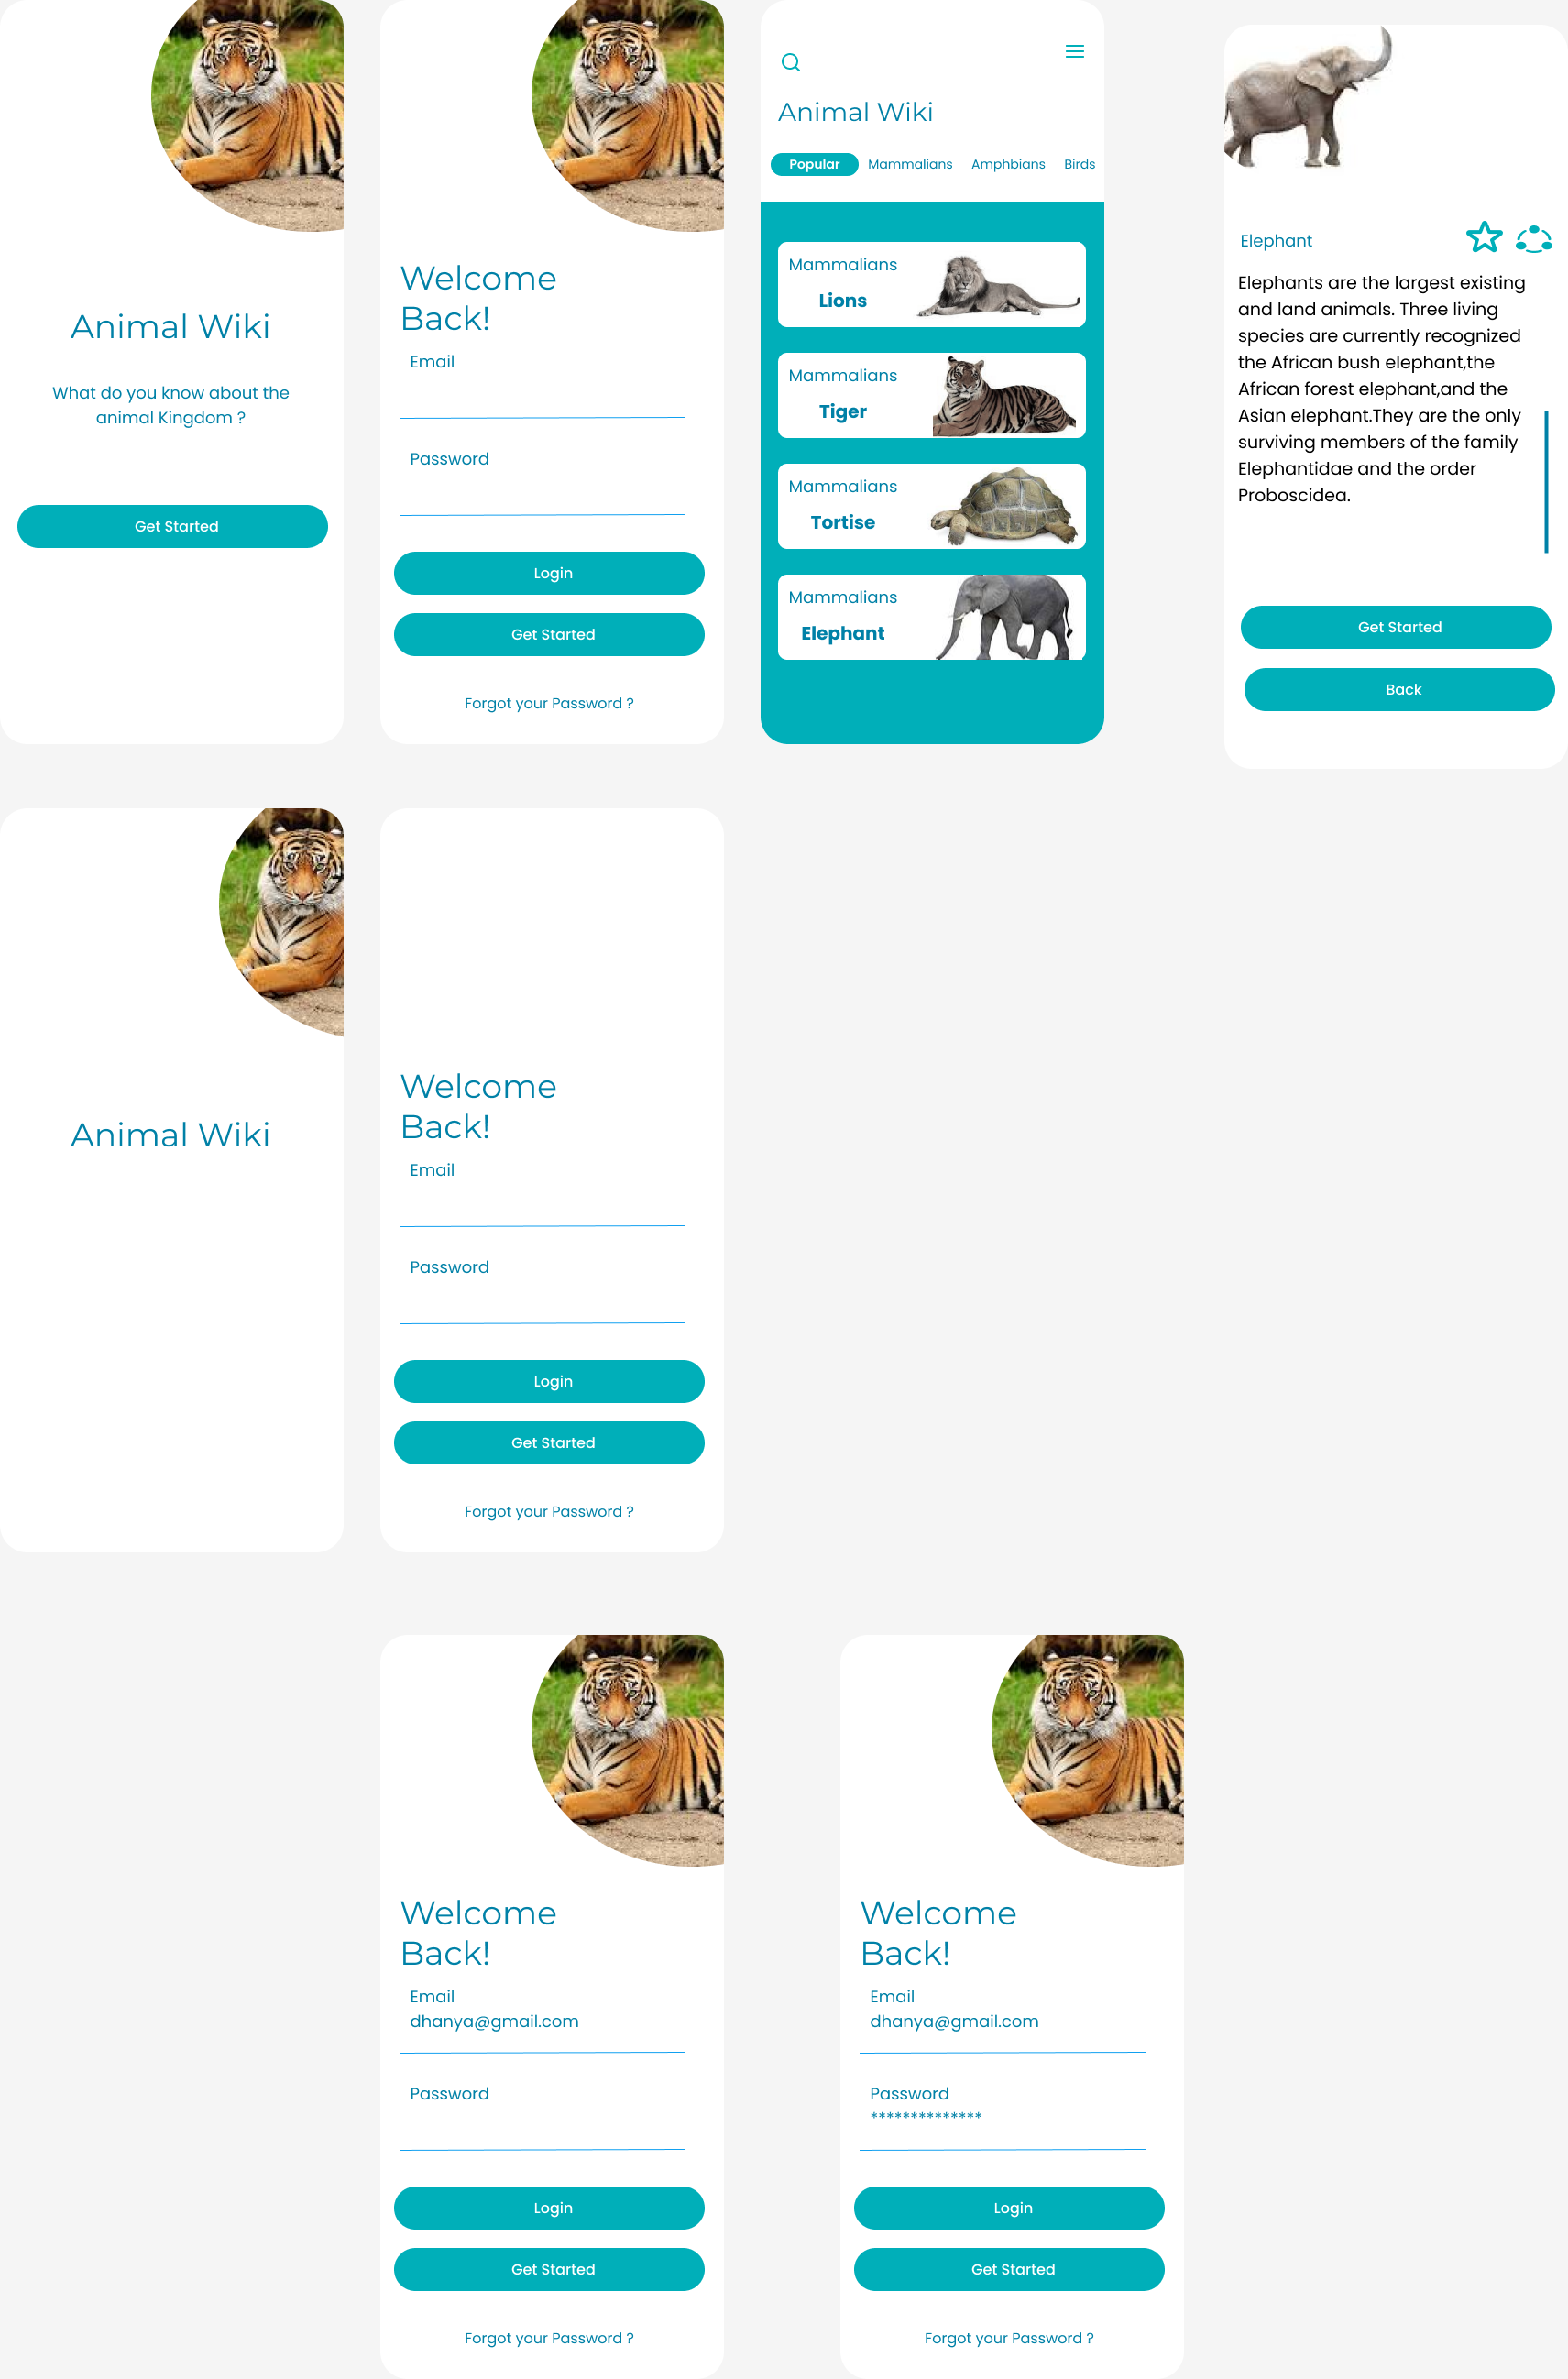 Animal Wiki
What do you know about the
animal Kingdom ?
Get Started
Welcome
Back!
Email
Password
Login
Get Started
Forgot your Password ?
Animal Wiki
Popular Mammalians Amphbians Birds
Mammalians
Lions
Mammalians
Tiger
Mammalians
Tortise
Mammalians
Elephant
Elephant
Elephants are the largest existing
and land animals. Three living
species are currently recognized
the African bush elephant,the
African forest elephant,and the
Asian elephant.They are the only
surviving members of the family
Elephantidae and the order
Proboscidea.
Get Started
Back
Animal Wiki
Welcome
Back!
Email
Password
Login
Get Started
Forgot your Password ?
Welcome
Back!
Email
dhanya@gmail.com
Password
Login
Get Started
Forgot your Password ?
Welcome
Back!
Email
dhanya@gmail.com
Password
**************
Login
Get Started
Forgot your Password ?